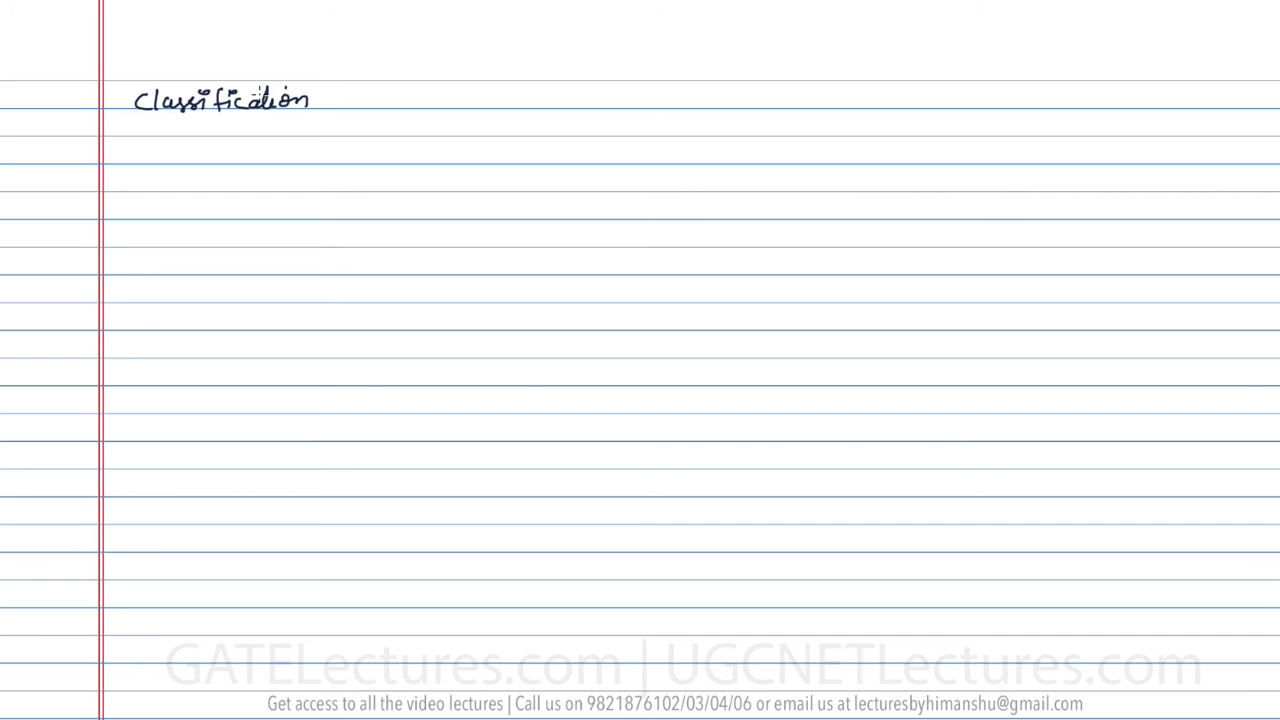 Classification
GATELectures.com | UGCNETLectures.com
Get access to all the video lectures | Call us on 9821876102/03/04/06 or email us at lecturesbyhimanshu@gmail.com